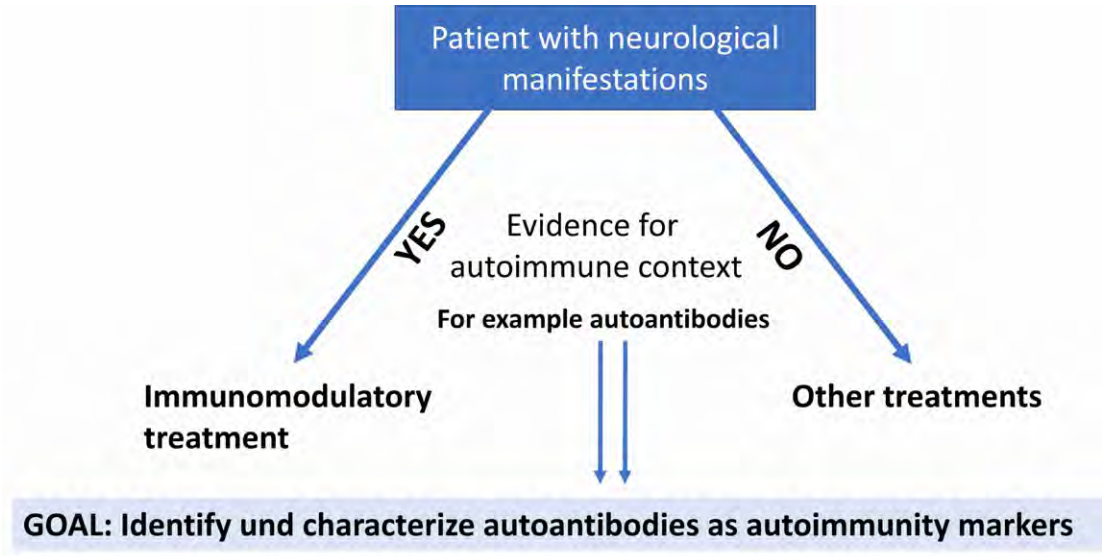 Patient with neurological
manifestations
YES
Evidence for
autoimmune context
NO
For example autoantibodies
Immunomodulatory
treatment
Other treatments
GOAL: Identify und characterize autoantibodies as autoimmunity markers